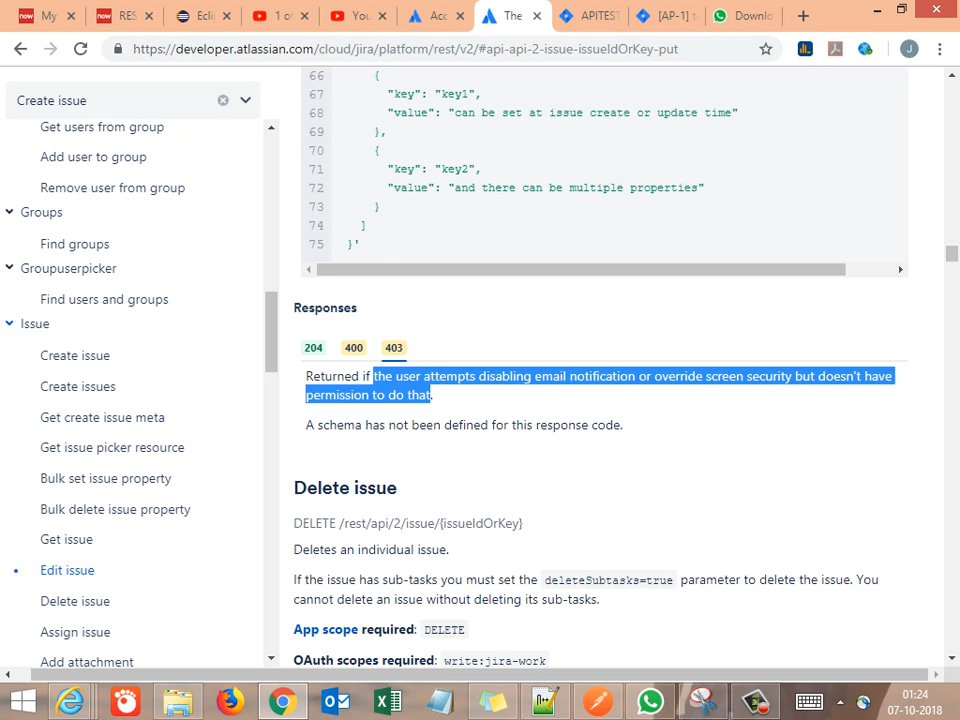 My
RES
Ecli
1 of
You
Acc
The
APITEST
[AP-1]
Downlo
https://developer.atlassian.com/cloud/jira/platform/rest/v2/#api-api-2-issue-issueIdOrKey-put
J
Create issue
Get users from group
Add user to group
Remove user from group
Groups
Find groups
Groupuserpicker
Find users and groups
Issue
Create issue
Create issues
Get create issue meta
Get issue picker resource
Bulk set issue property
Bulk delete issue property
Get issue
Edit issue
Delete issue
Assign issue
Add attachment
66 {
67 "key": "key1",
68 "value": "can be set at issue create or update time"
69 },
70 {
71 "key": "key2",
72 "value": "and there can be multiple properties"
73 }
74 ]
75 }'
Responses
204 400 403
Returned if the user attempts disabling email notification or override screen security but doesn't have
permission to do that.
A schema has not been defined for this response code.
Delete issue
DELETE /rest/api/2/issue/{issueIdOrKey}
Deletes an individual issue.
If the issue has sub-tasks you must set the deleteSubtasks=true parameter to delete the issue. You
cannot delete an issue without deleting its sub-tasks.
App scope required: DELETE
OAuth scopes required: write:jira-work
01:24
07-10-2018